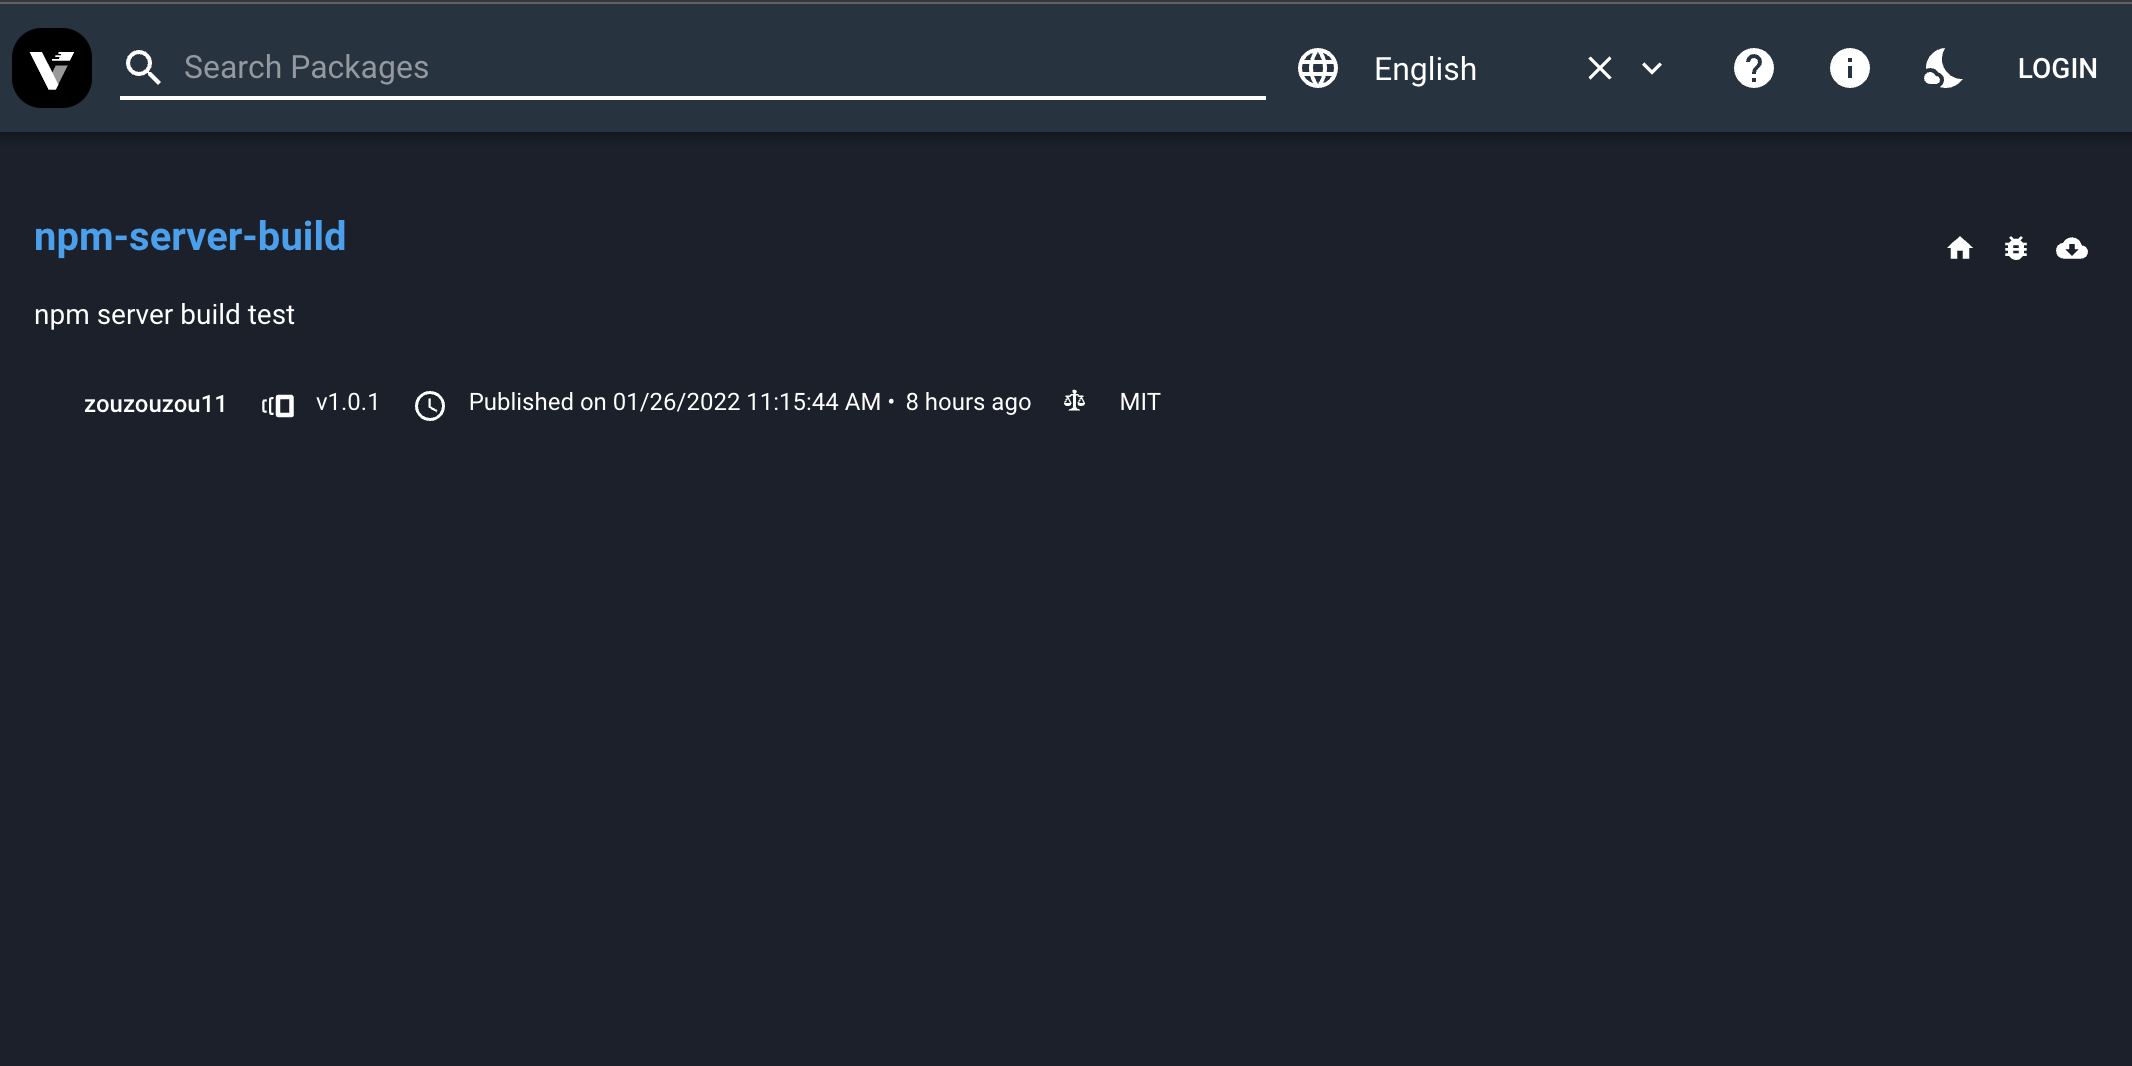 Search Packages English LOGIN
npm-server-build
npm server build test
zouzouzou11 v1.0.1 Published on 01/26/2022 11:15:44 AM • 8 hours ago MIT